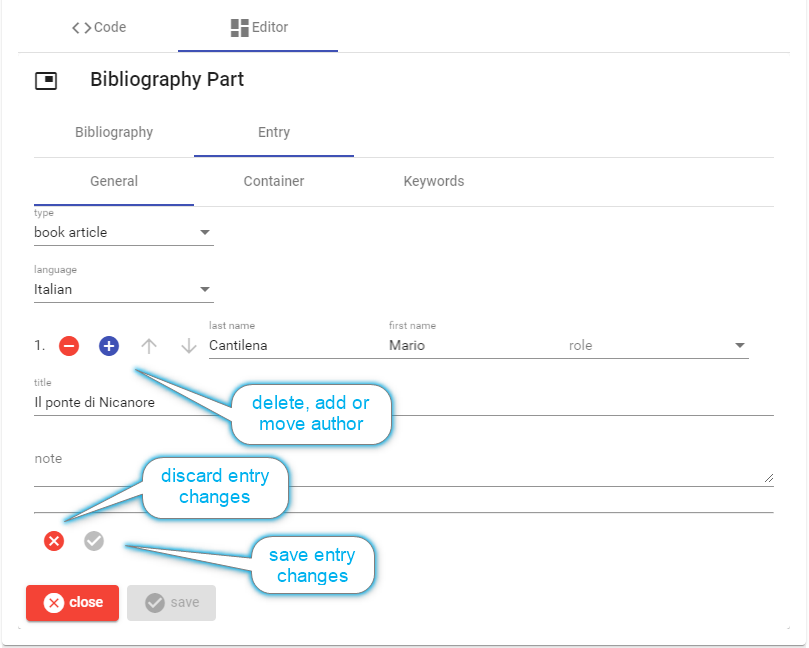 Code Editor
Bibliography Part
Bibliography Entry
General Container Keywords
type
book article
language
Italian
last name first name
1. Cantilena Mario role
title
Il ponte di Nicanore
delete, add or
move author
note
discard entry
changes
save entry
changes
close save